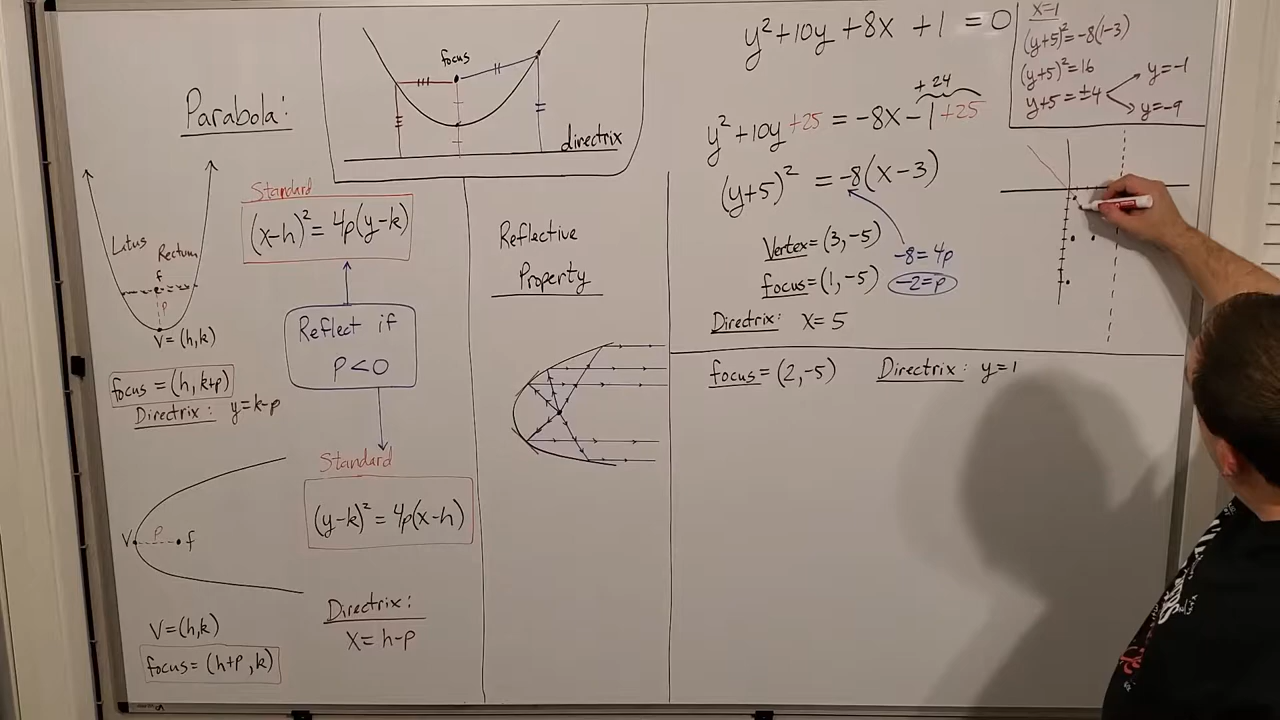 Parabola:
focus
directrix
Standard
(x-h)² = 4p(y-k)
Latus Rectum
f
p
V = (h,k)
focus = (h, k+p)
Directrix: y = k-p
Reflect if
p<0
Standard
(y-k)² = 4p(x-h)
V
p
f
V = (h,k)
focus = (h+p, k)
Directrix:
x = h-p
Reflective
Property
y² + 10y + 8x + 1 = 0
+24
y² + 10y +25 = -8x - 1 +25
(y+5)² = -8(x-3)
Vertex = (3,-5)
focus = (1,-5)
-8 = 4p
-2 = p
Directrix: x = 5
x=1
(y+5)² = -8(1-3)
(y+5)² = 16
y+5 = ±4
y = -1
y = -9
focus = (2,-5) Directrix: y = 1